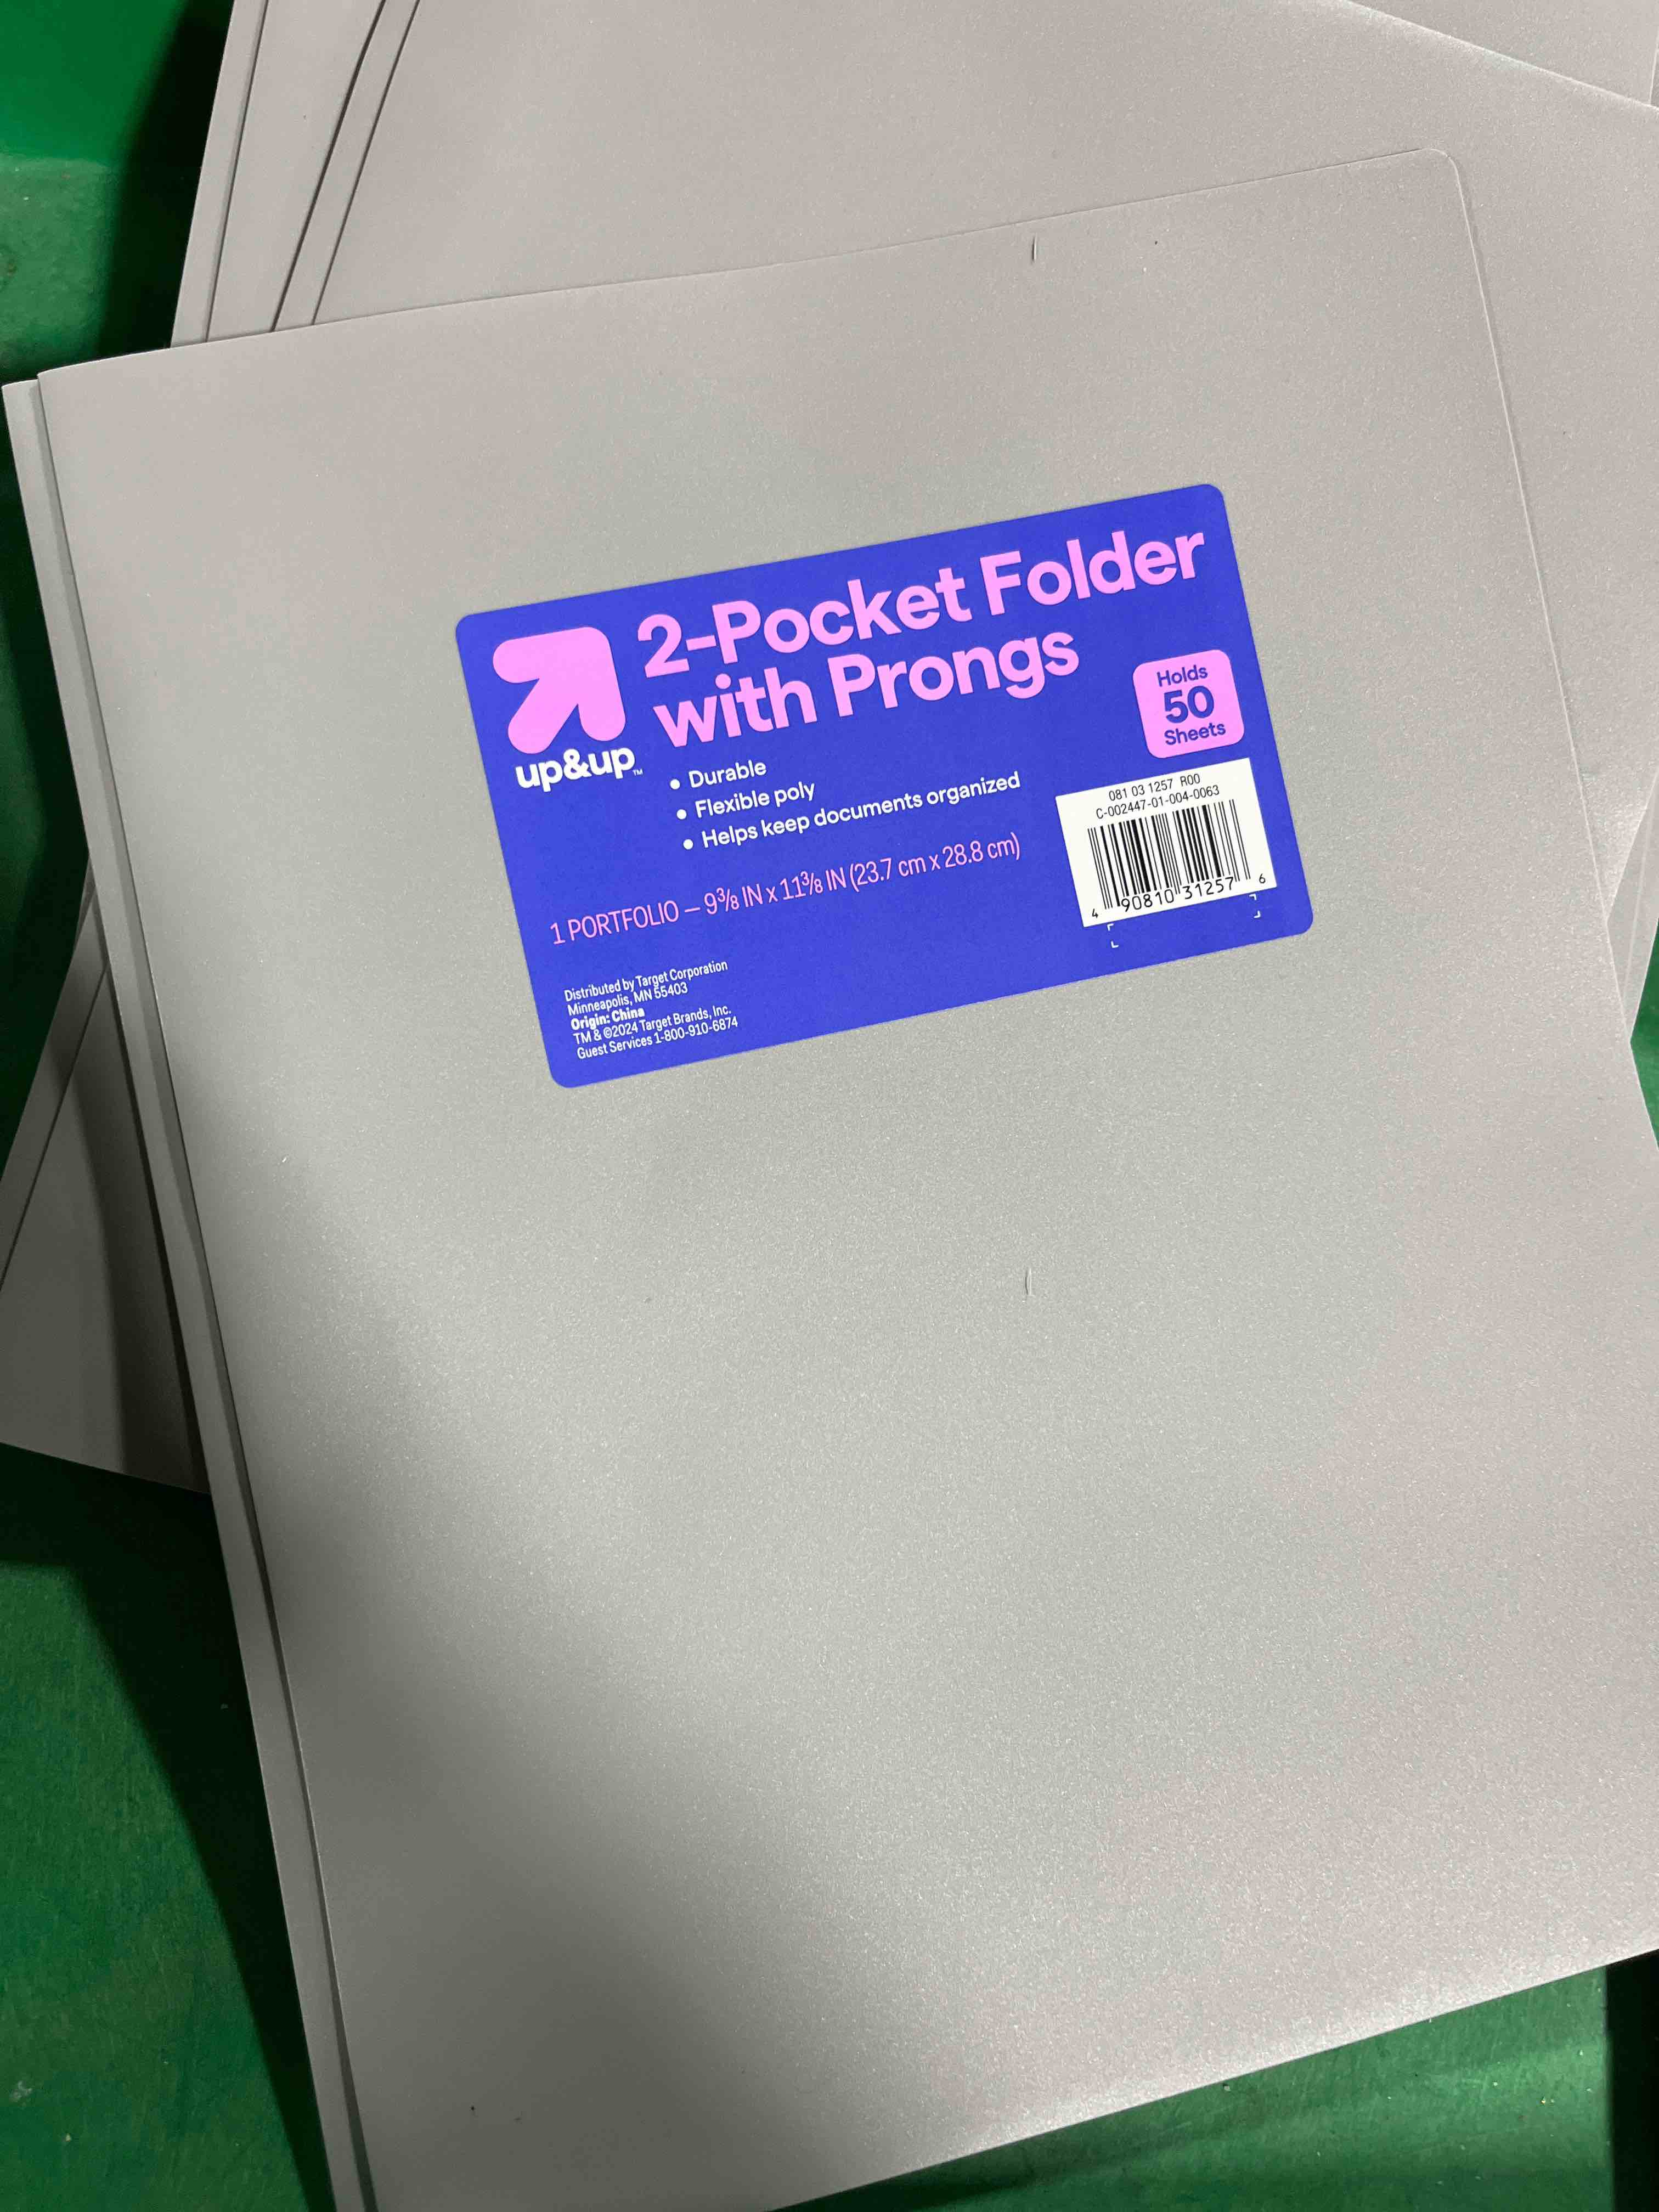 2-Pocket Folder
with Prongs
up&up™
• Durable
• Flexible poly
• Helps keep documents organized
Holds
50
Sheets
1 PORTFOLIO – 9⅜ IN x 11⅜ IN (23.7 cm x 28.8 cm)
081 03 1257 R00
C-002447-01-004-0063
4 90810 31257 6
Distributed by Target Corporation
Minneapolis, MN 55403
Origin: China
TM & ©2024 Target Brands, Inc.
Guest Services 1-800-910-6874